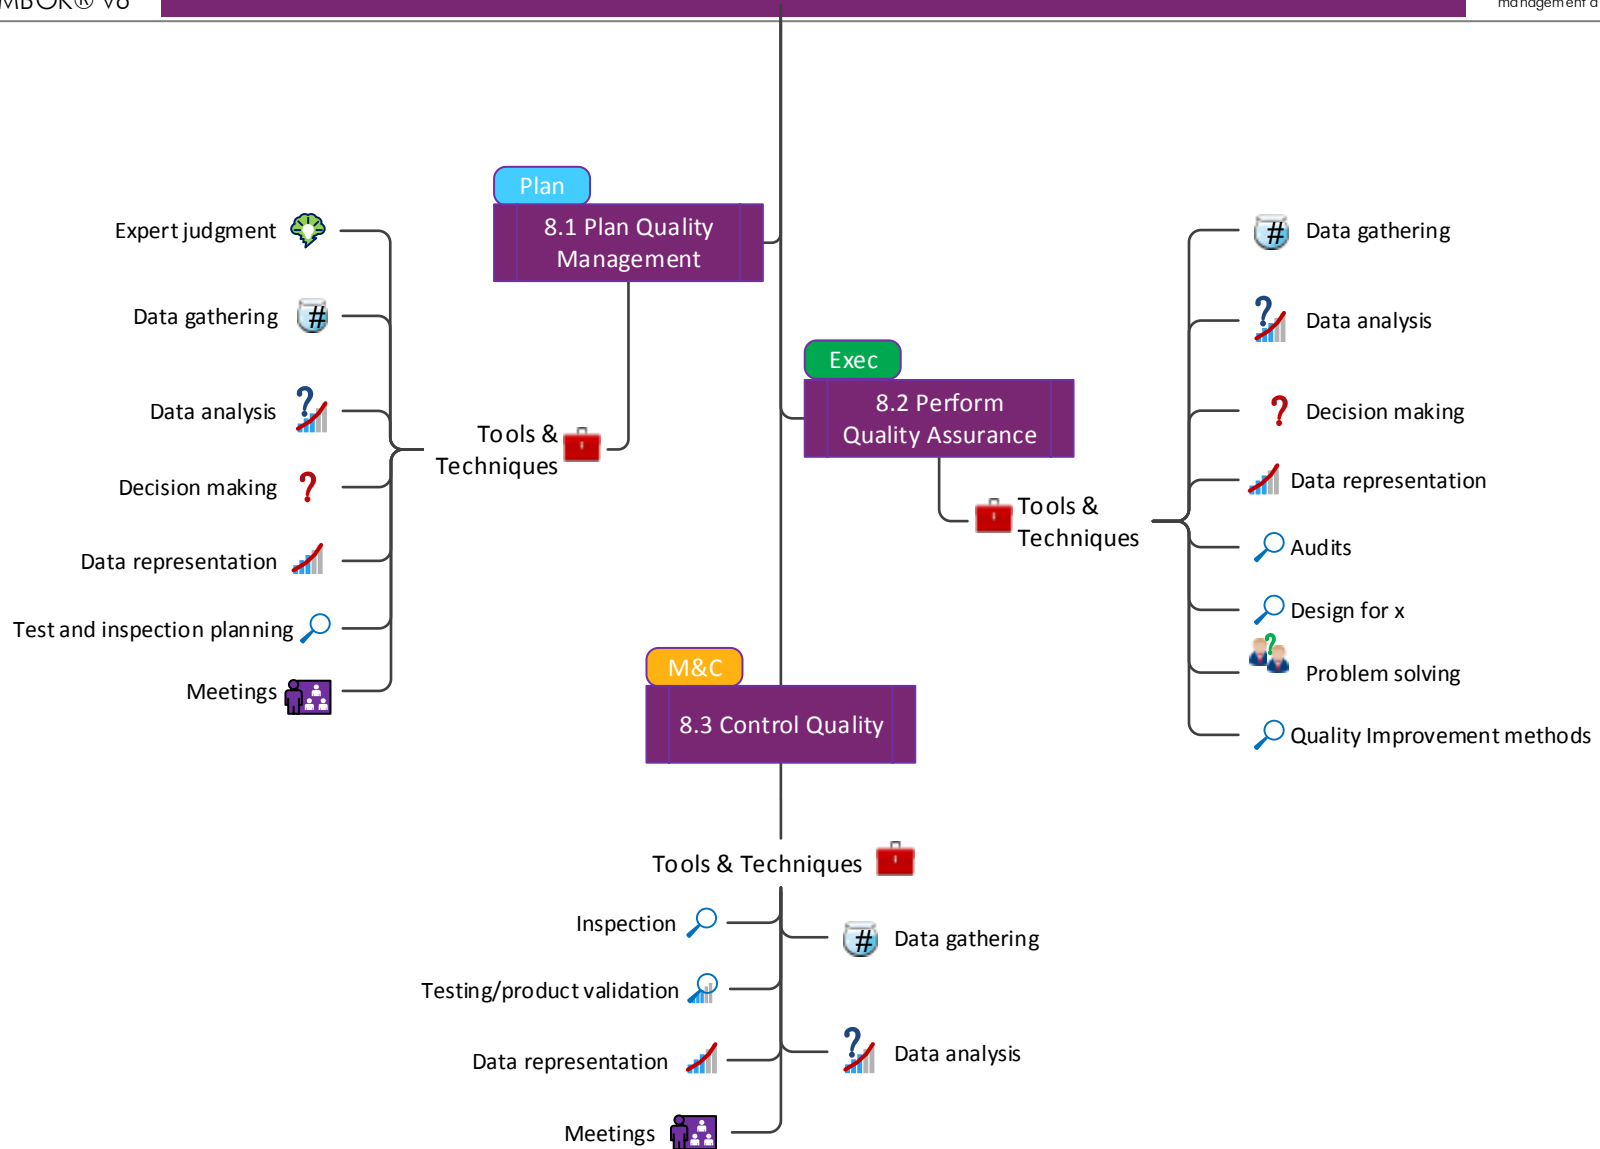 v6
management a
Plan
8.1 Plan Quality
Management
Expert judgment
Data gathering
Data analysis
Decision making
Data representation
Test and inspection planning
Meetings
Tools &
Techniques
Exec
8.2 Perform
Quality Assurance
Tools &
Techniques
Data gathering
Data analysis
Decision making
Data representation
Audits
Design for x
Problem solving
Quality Improvement methods
M&C
8.3 Control Quality
Tools & Techniques
Inspection
Testing/product validation
Data representation
Meetings
Data gathering
Data analysis